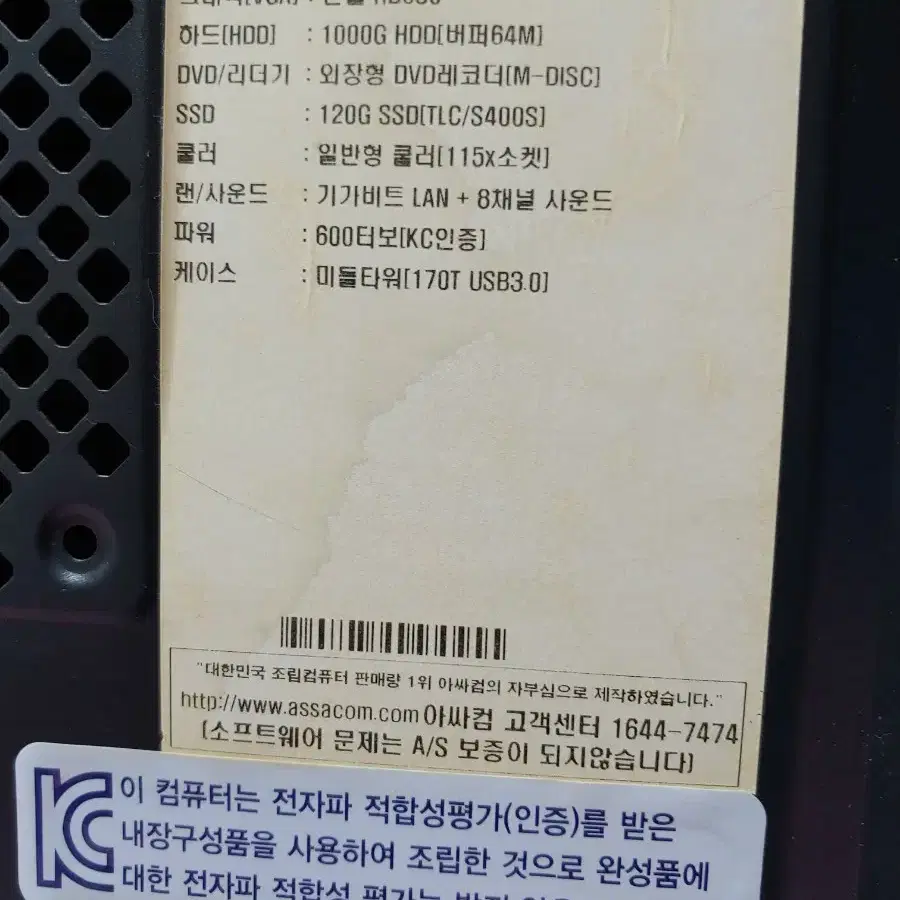 하드[HDD] : 1000G HDD[버퍼64M]
DVD/리더기 : 외장형 DVD레코더[M-DISC]
SSD : 120G SSD[TLC/S400S]
쿨러 : 일반형 쿨러[115x소켓]
랜/사운드 : 기가비트 LAN + 8채널 사운드
파워 : 600터보[KC인증]
케이스 : 미들타워[170T USB3.0]
"대한민국 조립컴퓨터 판매량 1위 아싸컴의 자부심으로 제작하였습니다."
http://www.assacom.com 아싸컴 고객센터 1644-7474
[소프트웨어 문제는 A/S 보증이 되지않습니다]
이 컴퓨터는 전자파 적합성평가(인증)를 받은
내장구성품을 사용하여 조립한 것으로 완성품에
대한 전자파 적합성 평가는